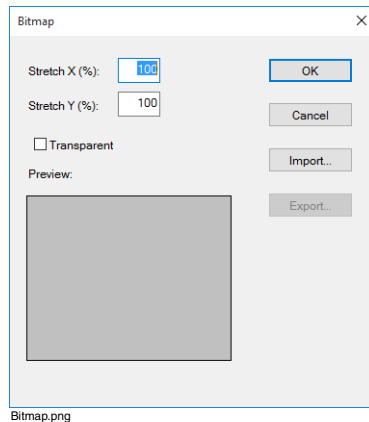 Bitmap
Stretch X (%): 100
OK
Stretch Y (%): 100
Cancel
Transparent
Import...
Preview:
Export...
Bitmap.png